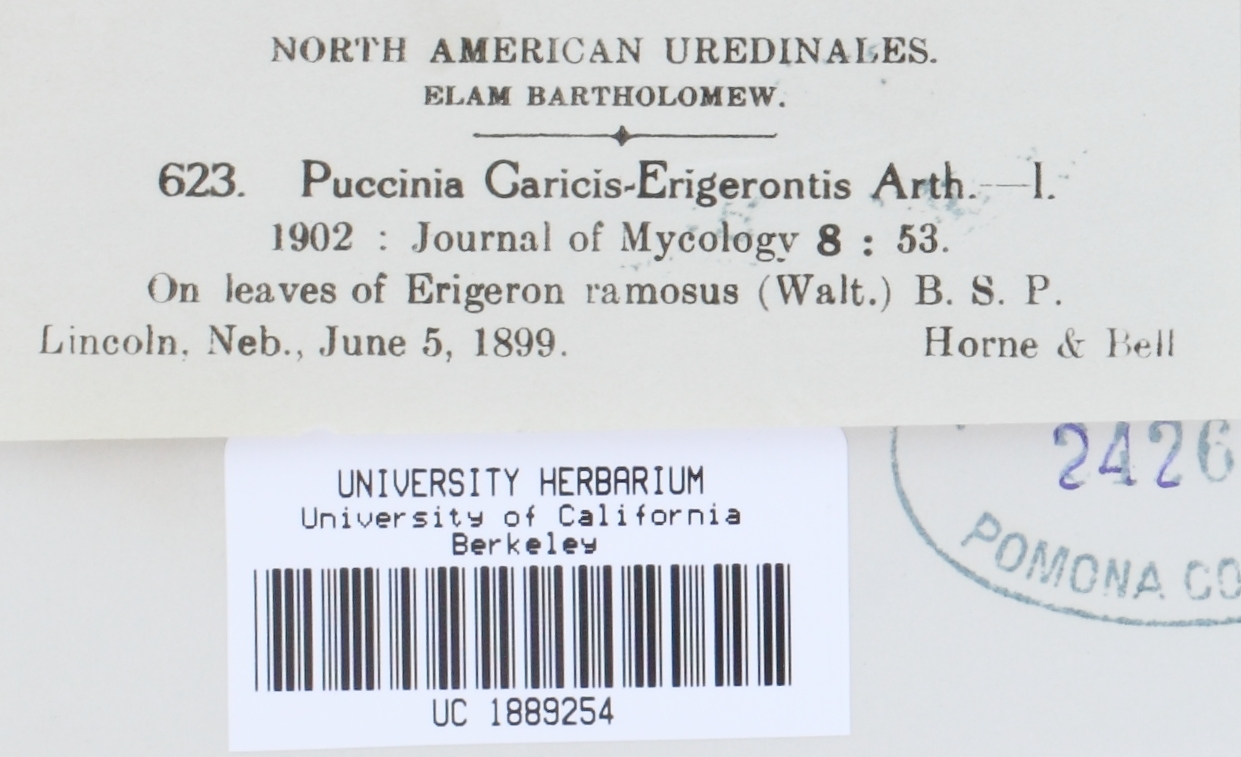 NORTH AMERICAN UREDINALES.
ELAM BARTHOLOMEW.
623. Puccinia Caricis-Erigerontis Arth.—I.
1902 : Journal of Mycology 8 : 53.
On leaves of Erigeron ramosus (Walt.) B. S. P.
Lincoln, Neb., June 5, 1899. Horne & Bell
2426
POMONA CO
UNIVERSITY HERBARIUM
University of California
Berkeley
UC 1889254